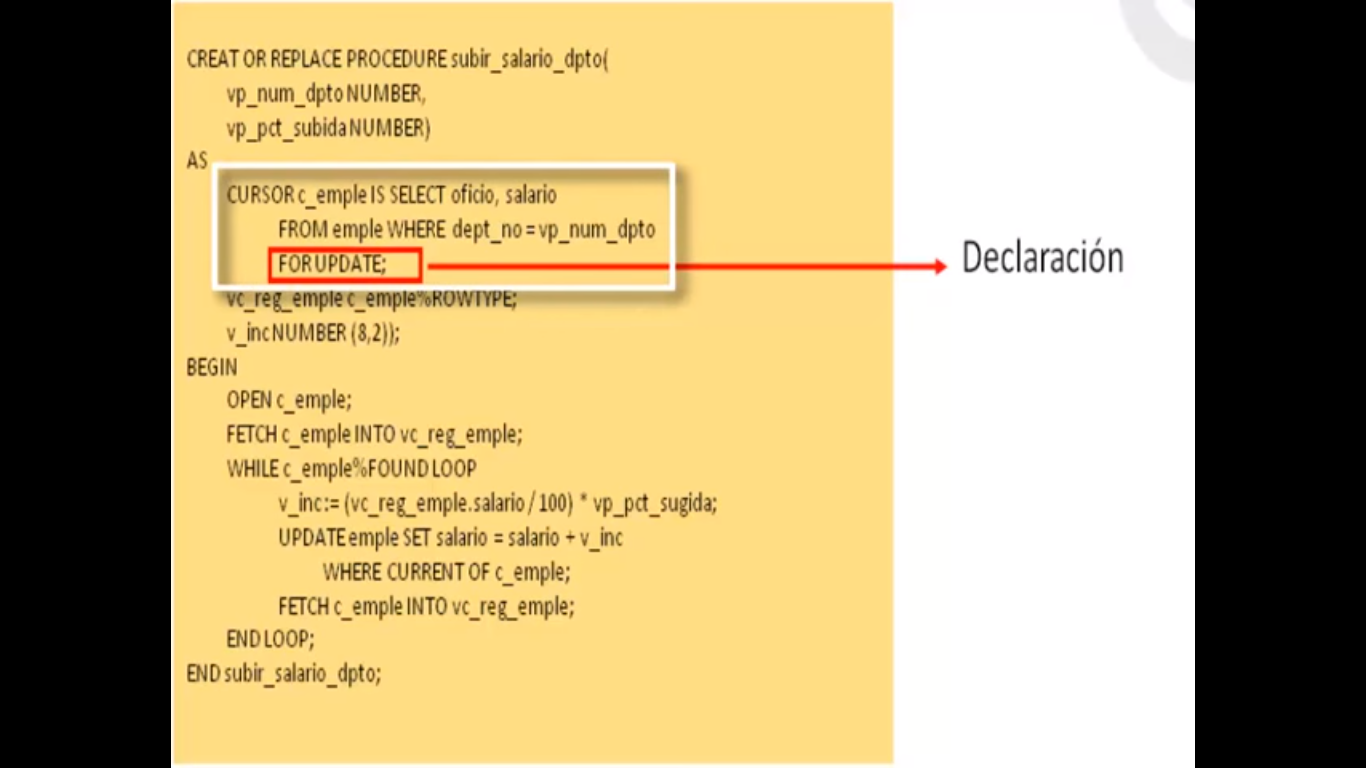 CREAT OR REPLACE PROCEDURE subir_salario_dpto(
vp_num_dpto NUMBER,
vp_pct_subida NUMBER)
AS
CURSOR c_emple IS SELECT oficio, salario
FROM emple WHERE dept_no = vp_num_dpto
FOR UPDATE;
Declaración
vc_reg_emple c_emple%ROWTYPE;
v_inc NUMBER (8,2));
BEGIN
OPEN c_emple;
FETCH c_emple INTO vc_reg_emple;
WHILE c_emple%FOUND LOOP
v_inc := (vc_reg_emple.salario / 100) * vp_pct_sugida;
UPDATE emple SET salario = salario + v_inc
WHERE CURRENT OF c_emple;
FETCH c_emple INTO vc_reg_emple;
END LOOP;
END subir_salario_dpto;